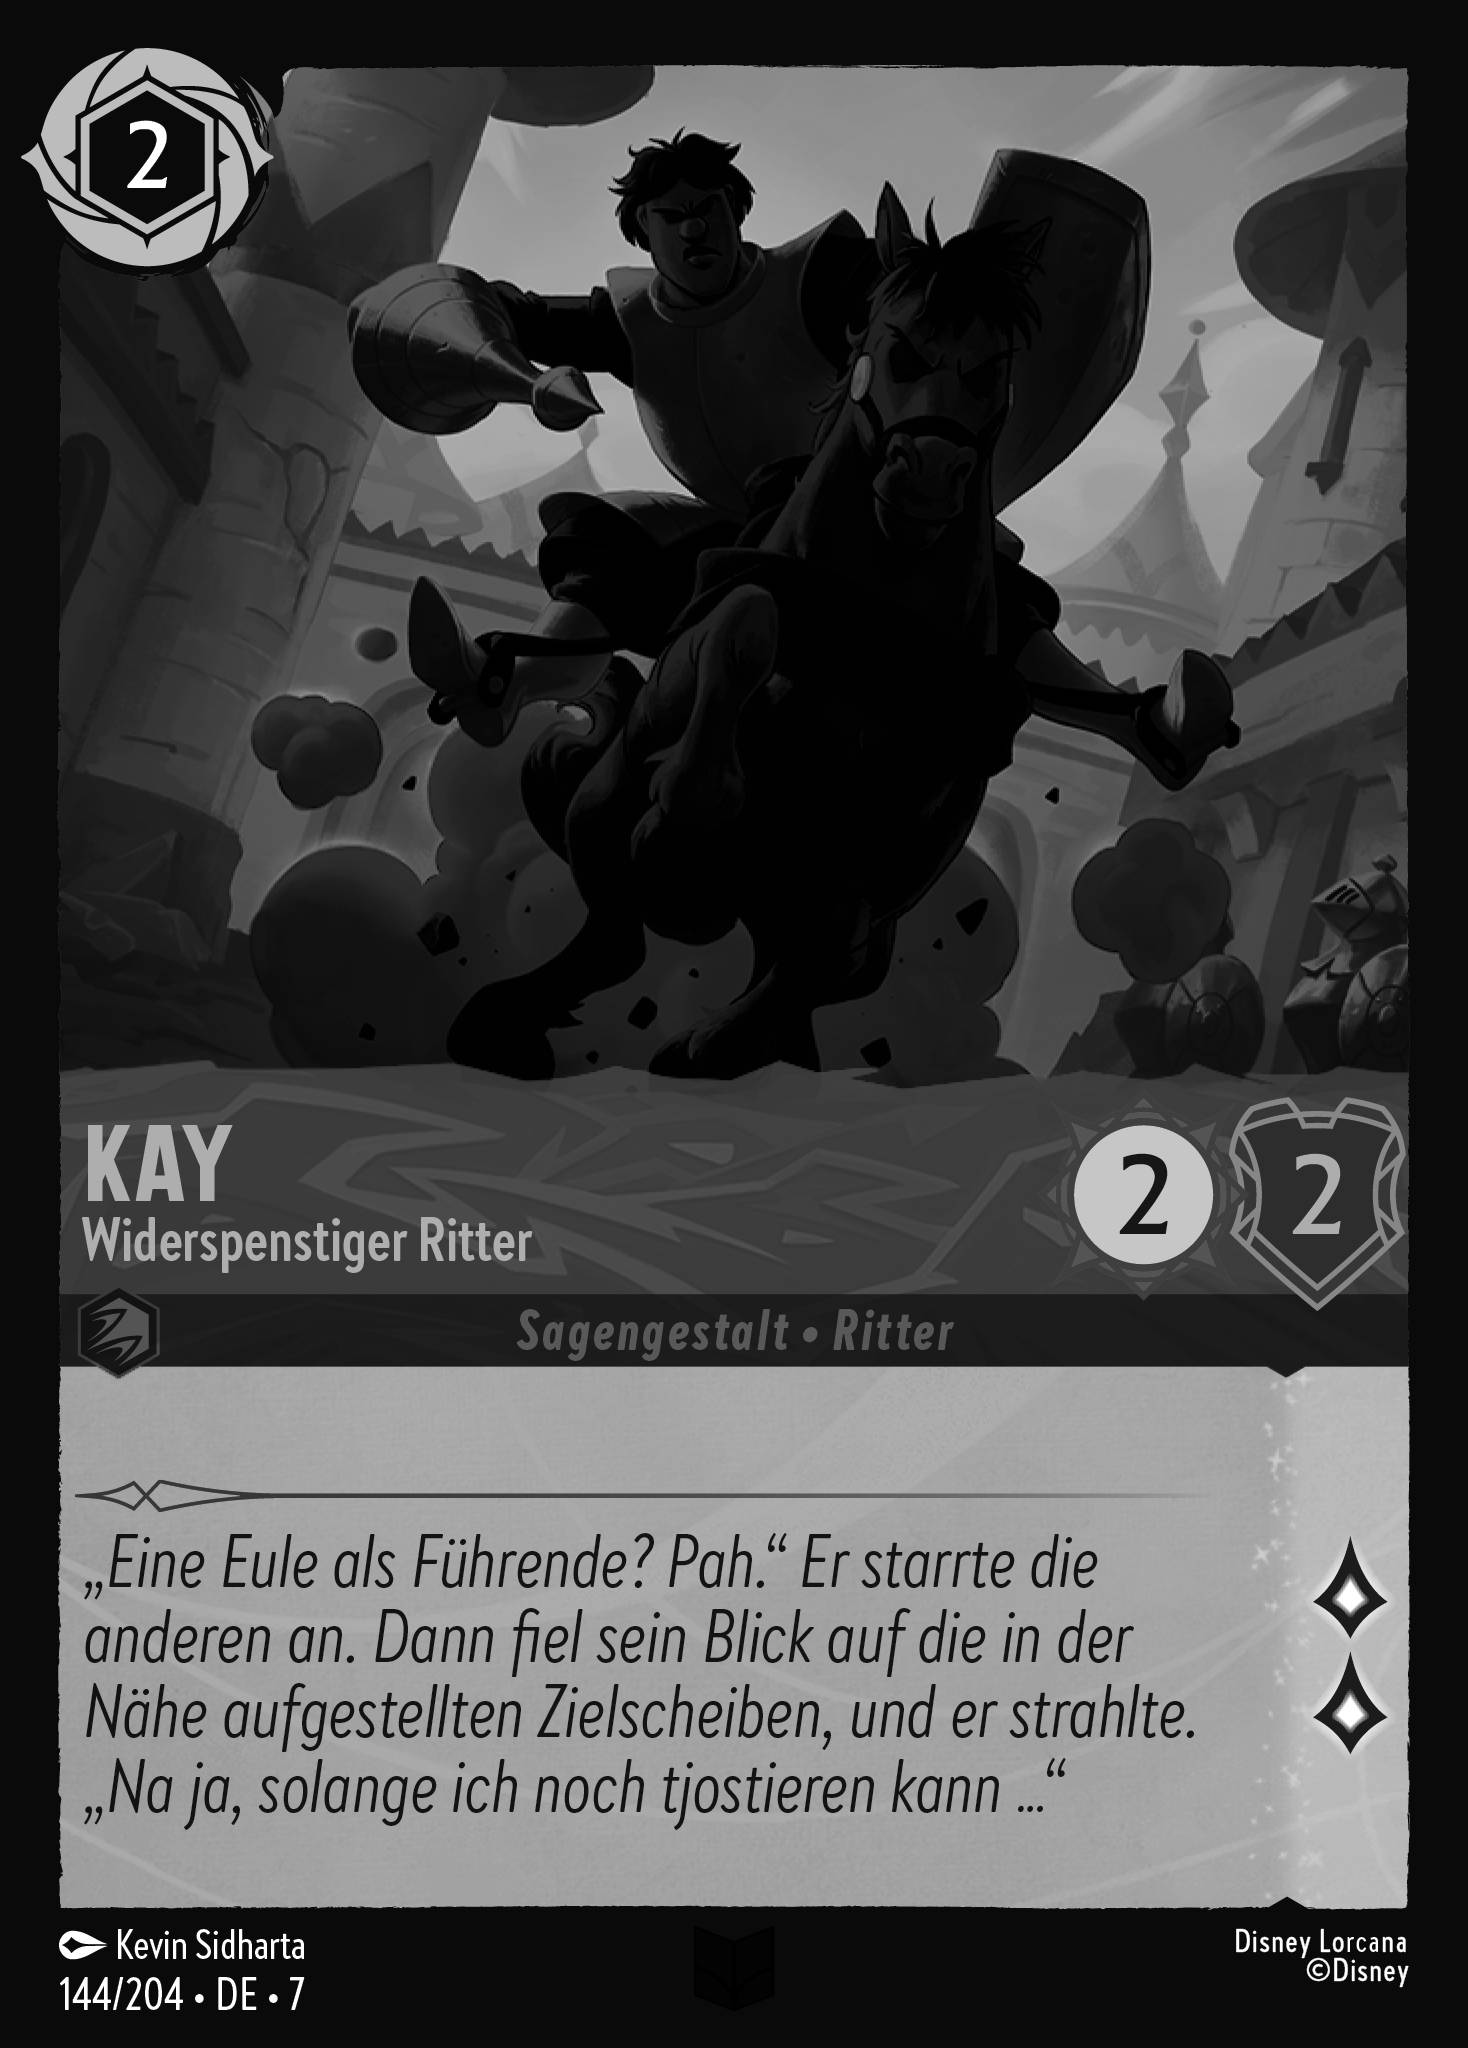 2
KAY
Widerspenstiger Ritter
2
2
Sagengestalt • Ritter
„Eine Eule als Führende? Pah.“ Er starrte die
anderen an. Dann fiel sein Blick auf die in der
Nähe aufgestellten Zielscheiben, und er strahlte.
„Na ja, solange ich noch tjostieren kann ...“
Kevin Sidharta
144/204 • DE • 7
Disney Lorcana
©Disney